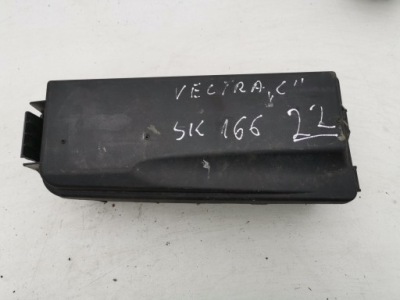 VECTRA „C"
SK 166 22